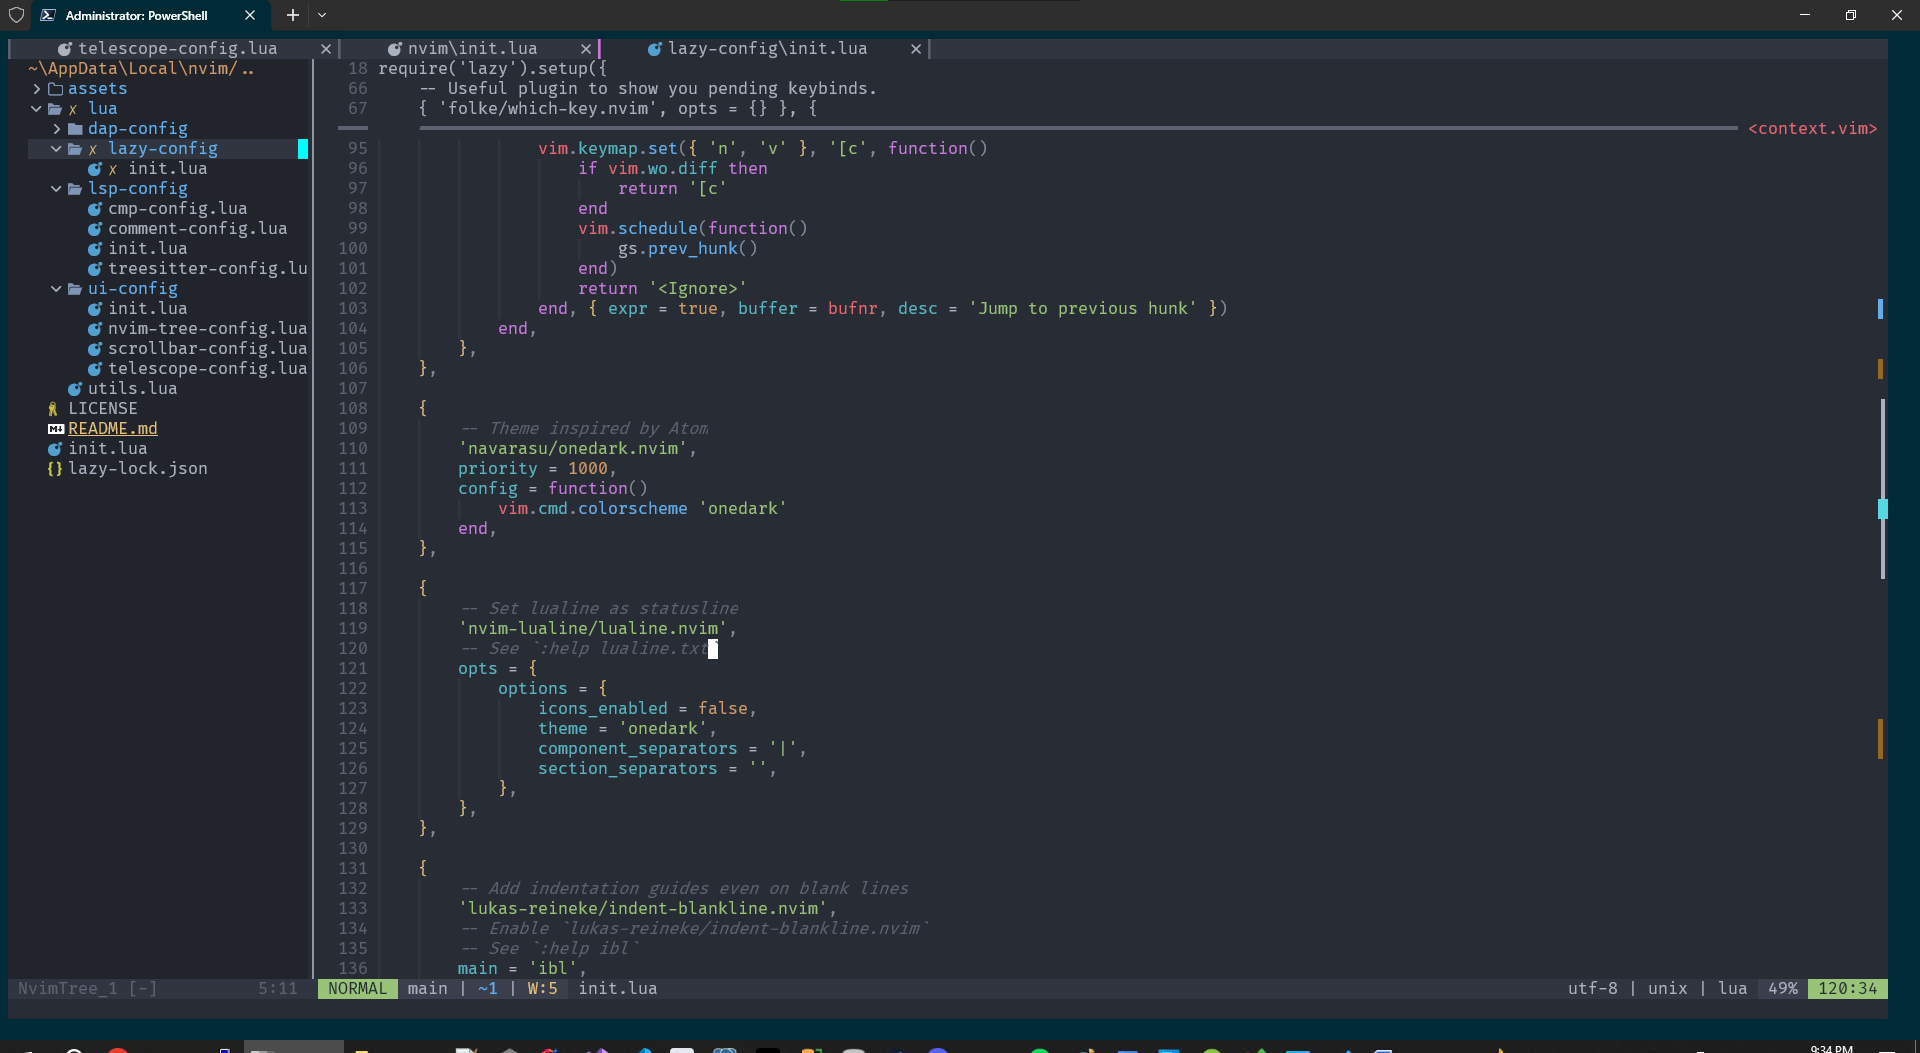 Administrator: PowerShell
telescope-config.lua
nvim\init.lua
lazy-config\init.lua
~\AppData\Local\nvim/..
assets
lua
dap-config
lazy-config
init.lua
lsp-config
cmp-config.lua
comment-config.lua
init.lua
treesitter-config.lu
ui-config
init.lua
nvim-tree-config.lua
scrollbar-config.lua
telescope-config.lua
utils.lua
LICENSE
README.md
init.lua
{} lazy-lock.json
18 require('lazy').setup({
66 -- Useful plugin to show you pending keybinds.
67 { 'folke/which-key.nvim', opts = {} }, {
<context.vim>
95 vim.keymap.set({ 'n', 'v' }, '[c', function()
96 if vim.wo.diff then
97 return '[c'
98 end
99 vim.schedule(function()
100 gs.prev_hunk()
101 end)
102 return '<Ignore>'
103 end, { expr = true, buffer = bufnr, desc = 'Jump to previous hunk' })
104 end,
105 },
106 },
107
108 {
109 -- Theme inspired by Atom
110 'navarasu/onedark.nvim',
111 priority = 1000,
112 config = function()
113 vim.cmd.colorscheme 'onedark'
114 end,
115 },
116
117 {
118 -- Set lualine as statusline
119 'nvim-lualine/lualine.nvim',
120 -- See `:help lualine.txt`
121 opts = {
122 options = {
123 icons_enabled = false,
124 theme = 'onedark',
125 component_separators = '|',
126 section_separators = '',
127 },
128 },
129 },
130
131 {
132 -- Add indentation guides even on blank lines
133 'lukas-reineke/indent-blankline.nvim',
134 -- Enable `lukas-reineke/indent-blankline.nvim`
135 -- See `:help ibl`
136 main = 'ibl',
NvimTree_1 [-] 5:11 NORMAL main | ~1 | W:5 init.lua utf-8 | unix | lua 49% 120:34
9:34 PM